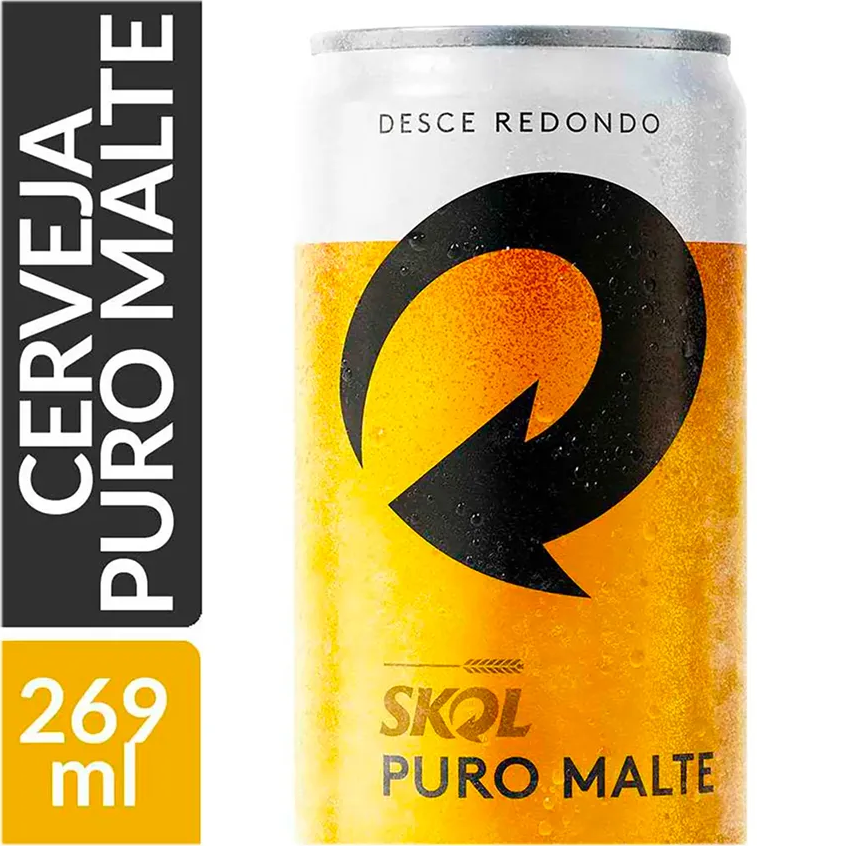 CERVEJA
PURO MALTE
269
ml
DESCE REDONDO
SKOL
PURO MALTE